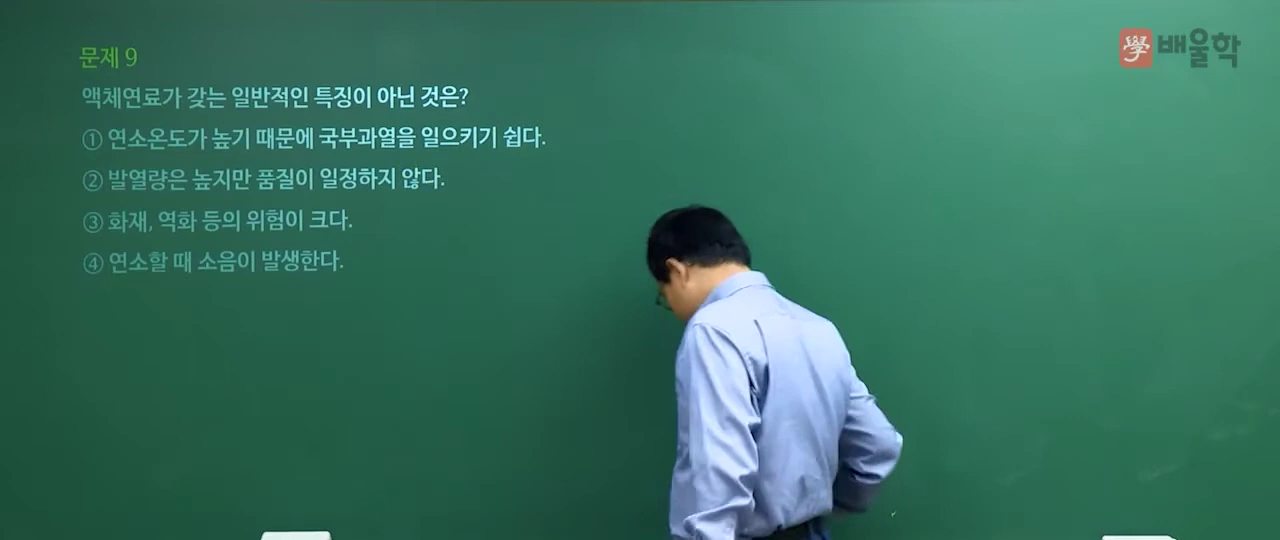 문제 9
액체연료가 갖는 일반적인 특징이 아닌 것은?
① 연소온도가 높기 때문에 국부과열을 일으키기 쉽다.
② 발열량은 높지만 품질이 일정하지 않다.
③ 화재, 역화 등의 위험이 크다.
④ 연소할 때 소음이 발생한다.
學 배울학